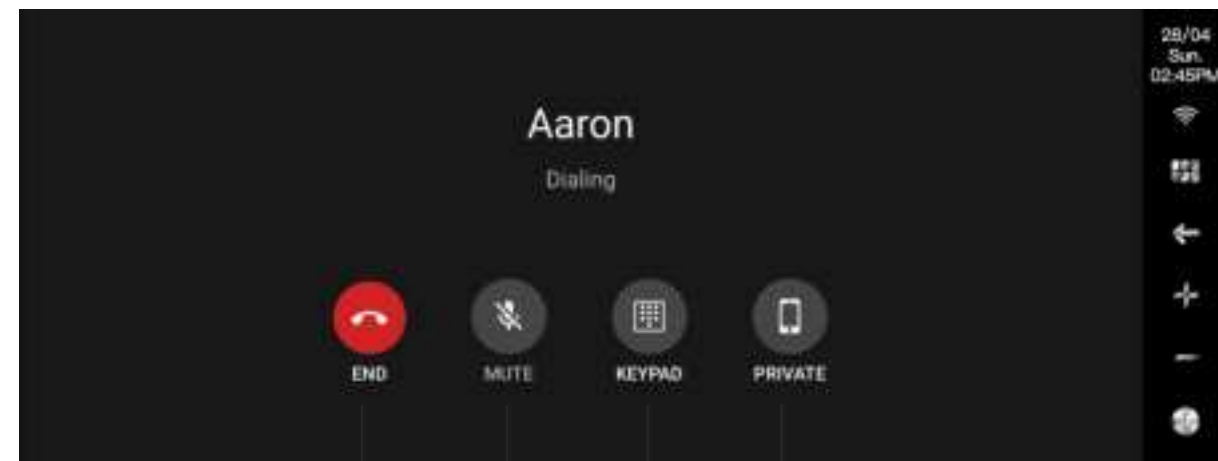 Aaron
Dialing
END
MUTE
KEYPAD
PRIVATE
28/04
Sun.
02:45PM